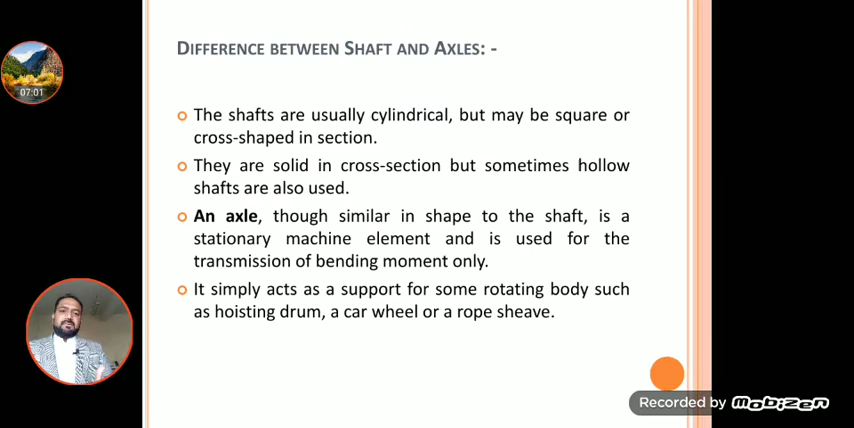 DIFFERENCE BETWEEN SHAFT AND AXLES: -
07:01
The shafts are usually cylindrical, but may be square or
cross-shaped in section.
They are solid in cross-section but sometimes hollow
shafts are also used.
An axle, though similar in shape to the shaft, is a
stationary machine element and is used for the
transmission of bending moment only.
It simply acts as a support for some rotating body such
as hoisting drum, a car wheel or a rope sheave.
Recorded by mobizen